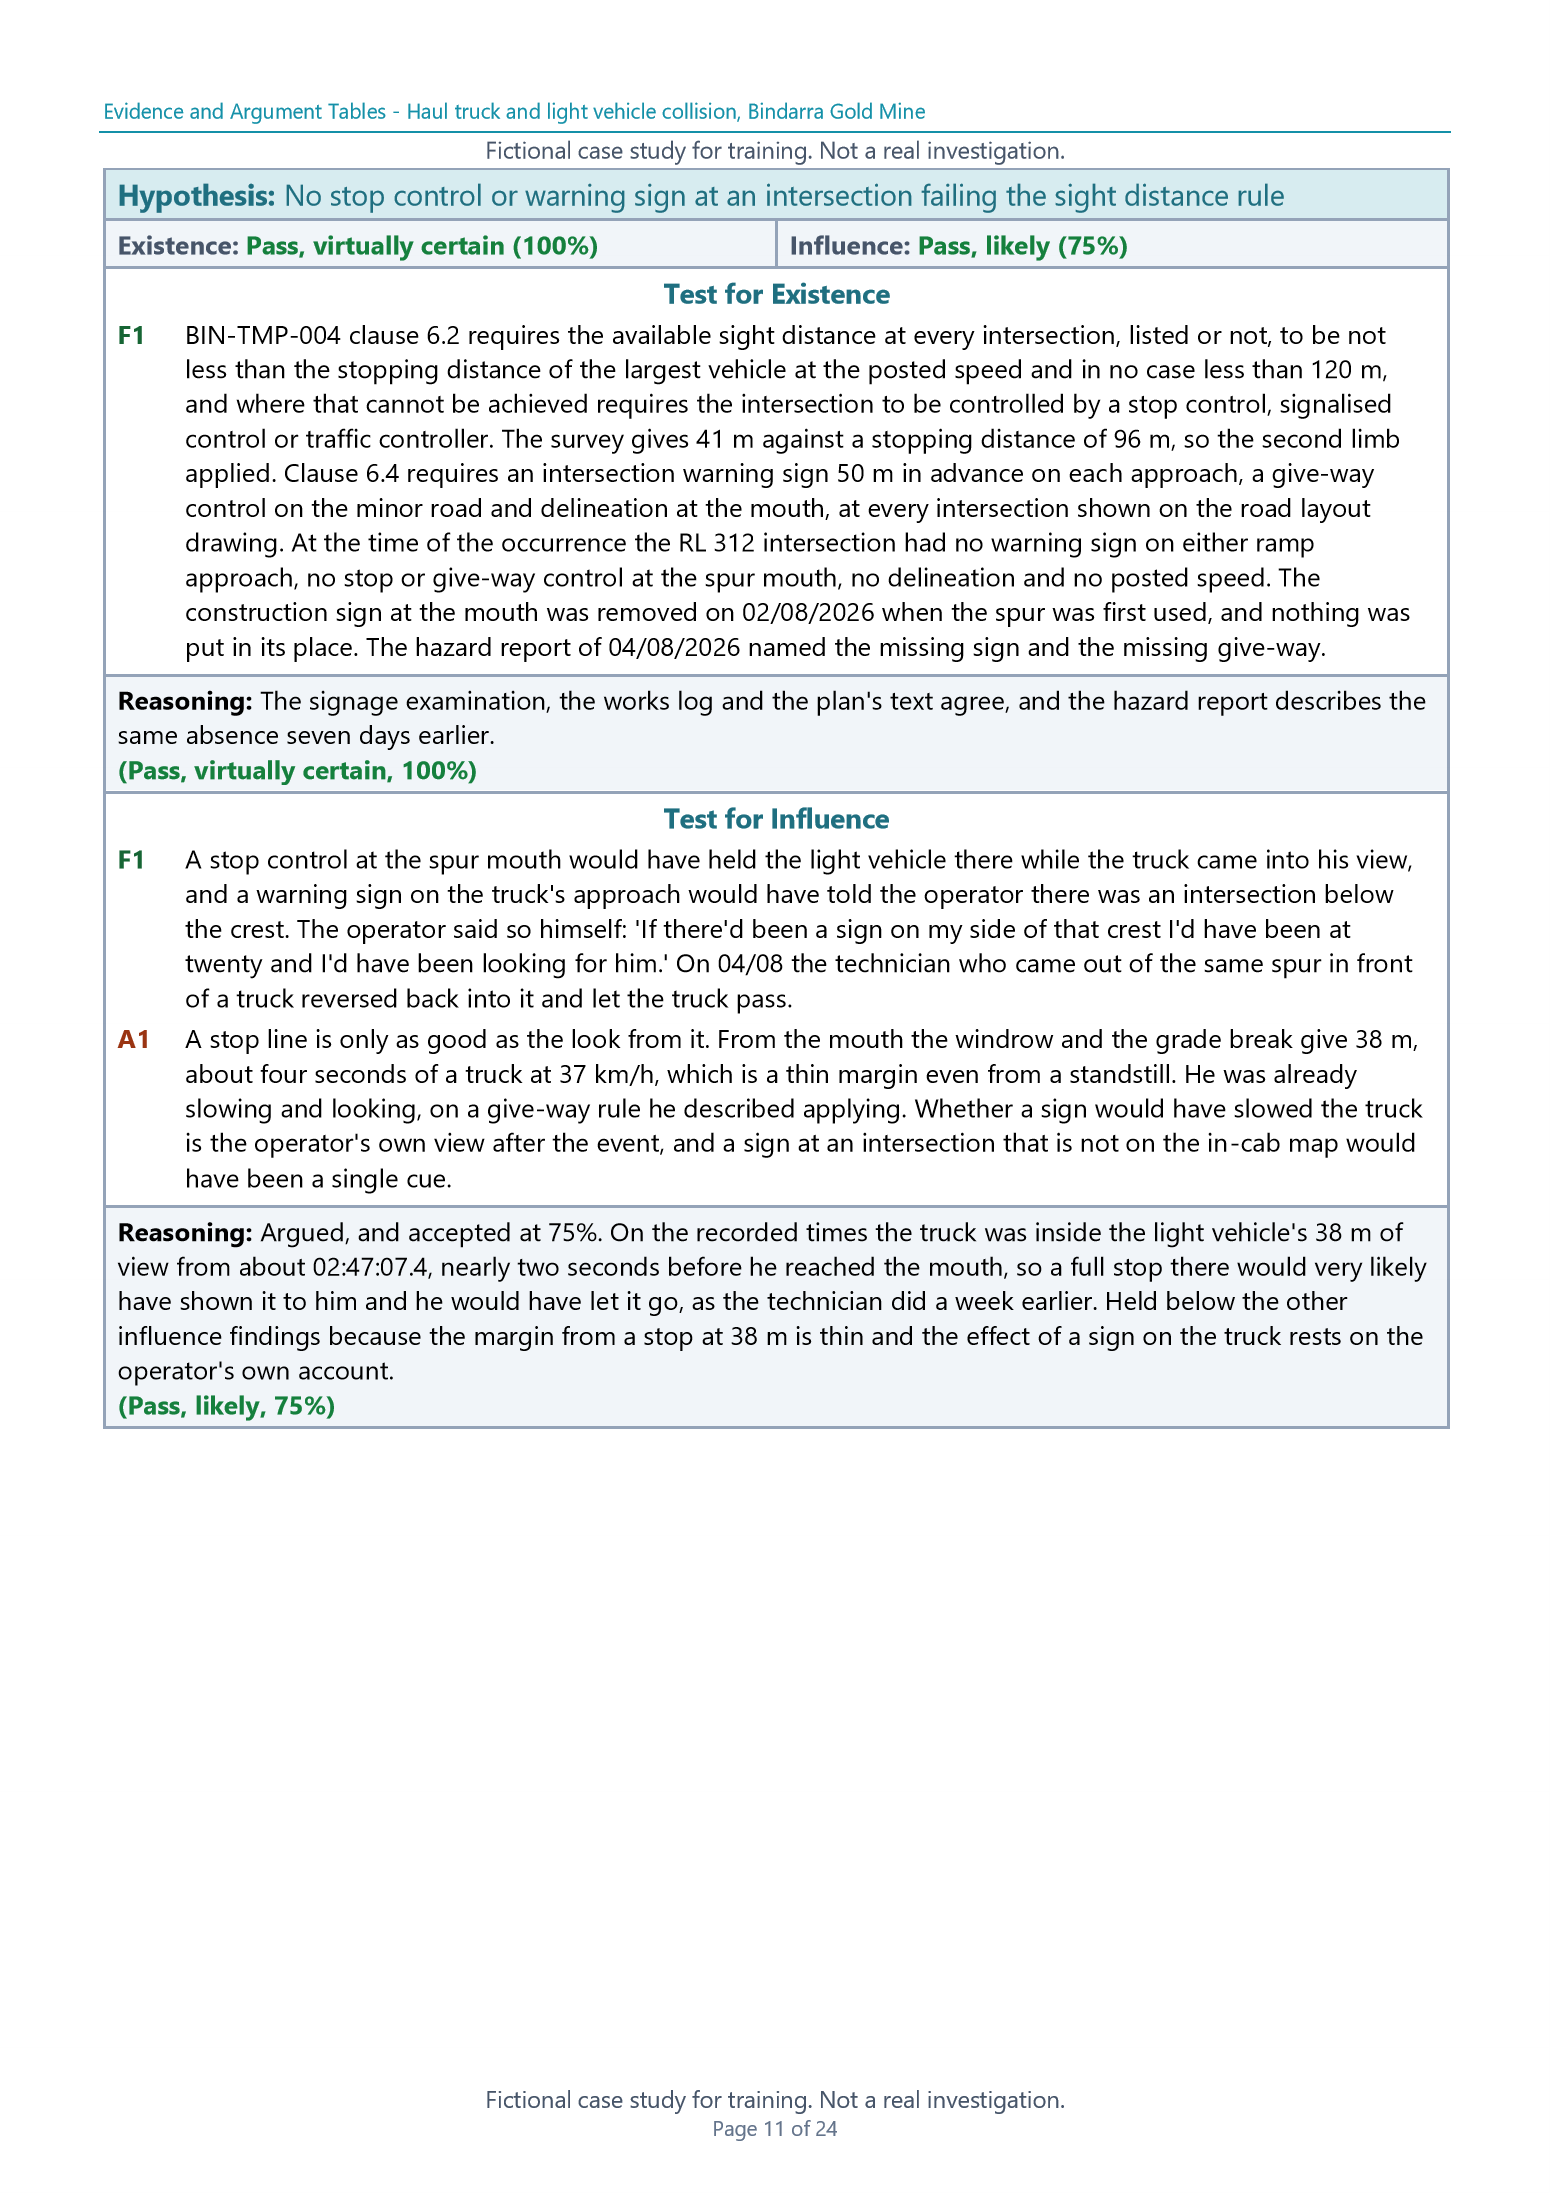 Evidence and Argument Tables - Haul truck and light vehicle collision, Bindarra Gold Mine
Fictional case study for training. Not a real investigation.
Hypothesis: No stop control or warning sign at an intersection failing the sight distance rule
Existence: Pass, virtually certain (100%)
Influence: Pass, likely (75%)
Test for Existence
F1 BIN-TMP-004 clause 6.2 requires the available sight distance at every intersection, listed or not, to be not
less than the stopping distance of the largest vehicle at the posted speed and in no case less than 120 m,
and where that cannot be achieved requires the intersection to be controlled by a stop control, signalised
control or traffic controller. The survey gives 41 m against a stopping distance of 96 m, so the second limb
applied. Clause 6.4 requires an intersection warning sign 50 m in advance on each approach, a give-way
control on the minor road and delineation at the mouth, at every intersection shown on the road layout
drawing. At the time of the occurrence the RL 312 intersection had no warning sign on either ramp
approach, no stop or give-way control at the spur mouth, no delineation and no posted speed. The
construction sign at the mouth was removed on 02/08/2026 when the spur was first used, and nothing was
put in its place. The hazard report of 04/08/2026 named the missing sign and the missing give-way.
Reasoning: The signage examination, the works log and the plan's text agree, and the hazard report describes the
same absence seven days earlier.
(Pass, virtually certain, 100%)
Test for Influence
F1 A stop control at the spur mouth would have held the light vehicle there while the truck came into his view,
and a warning sign on the truck's approach would have told the operator there was an intersection below
the crest. The operator said so himself: 'If there'd been a sign on my side of that crest I'd have been at
twenty and I'd have been looking for him.' On 04/08 the technician who came out of the same spur in front
of a truck reversed back into it and let the truck pass.
A1 A stop line is only as good as the look from it. From the mouth the windrow and the grade break give 38 m,
about four seconds of a truck at 37 km/h, which is a thin margin even from a standstill. He was already
slowing and looking, on a give-way rule he described applying. Whether a sign would have slowed the truck
is the operator's own view after the event, and a sign at an intersection that is not on the in-cab map would
have been a single cue.
Reasoning: Argued, and accepted at 75%. On the recorded times the truck was inside the light vehicle's 38 m of
view from about 02:47:07.4, nearly two seconds before he reached the mouth, so a full stop there would very likely
have shown it to him and he would have let it go, as the technician did a week earlier. Held below the other
influence findings because the margin from a stop at 38 m is thin and the effect of a sign on the truck rests on the
operator's own account.
(Pass, likely, 75%)
Fictional case study for training. Not a real investigation.
Page 11 of 24